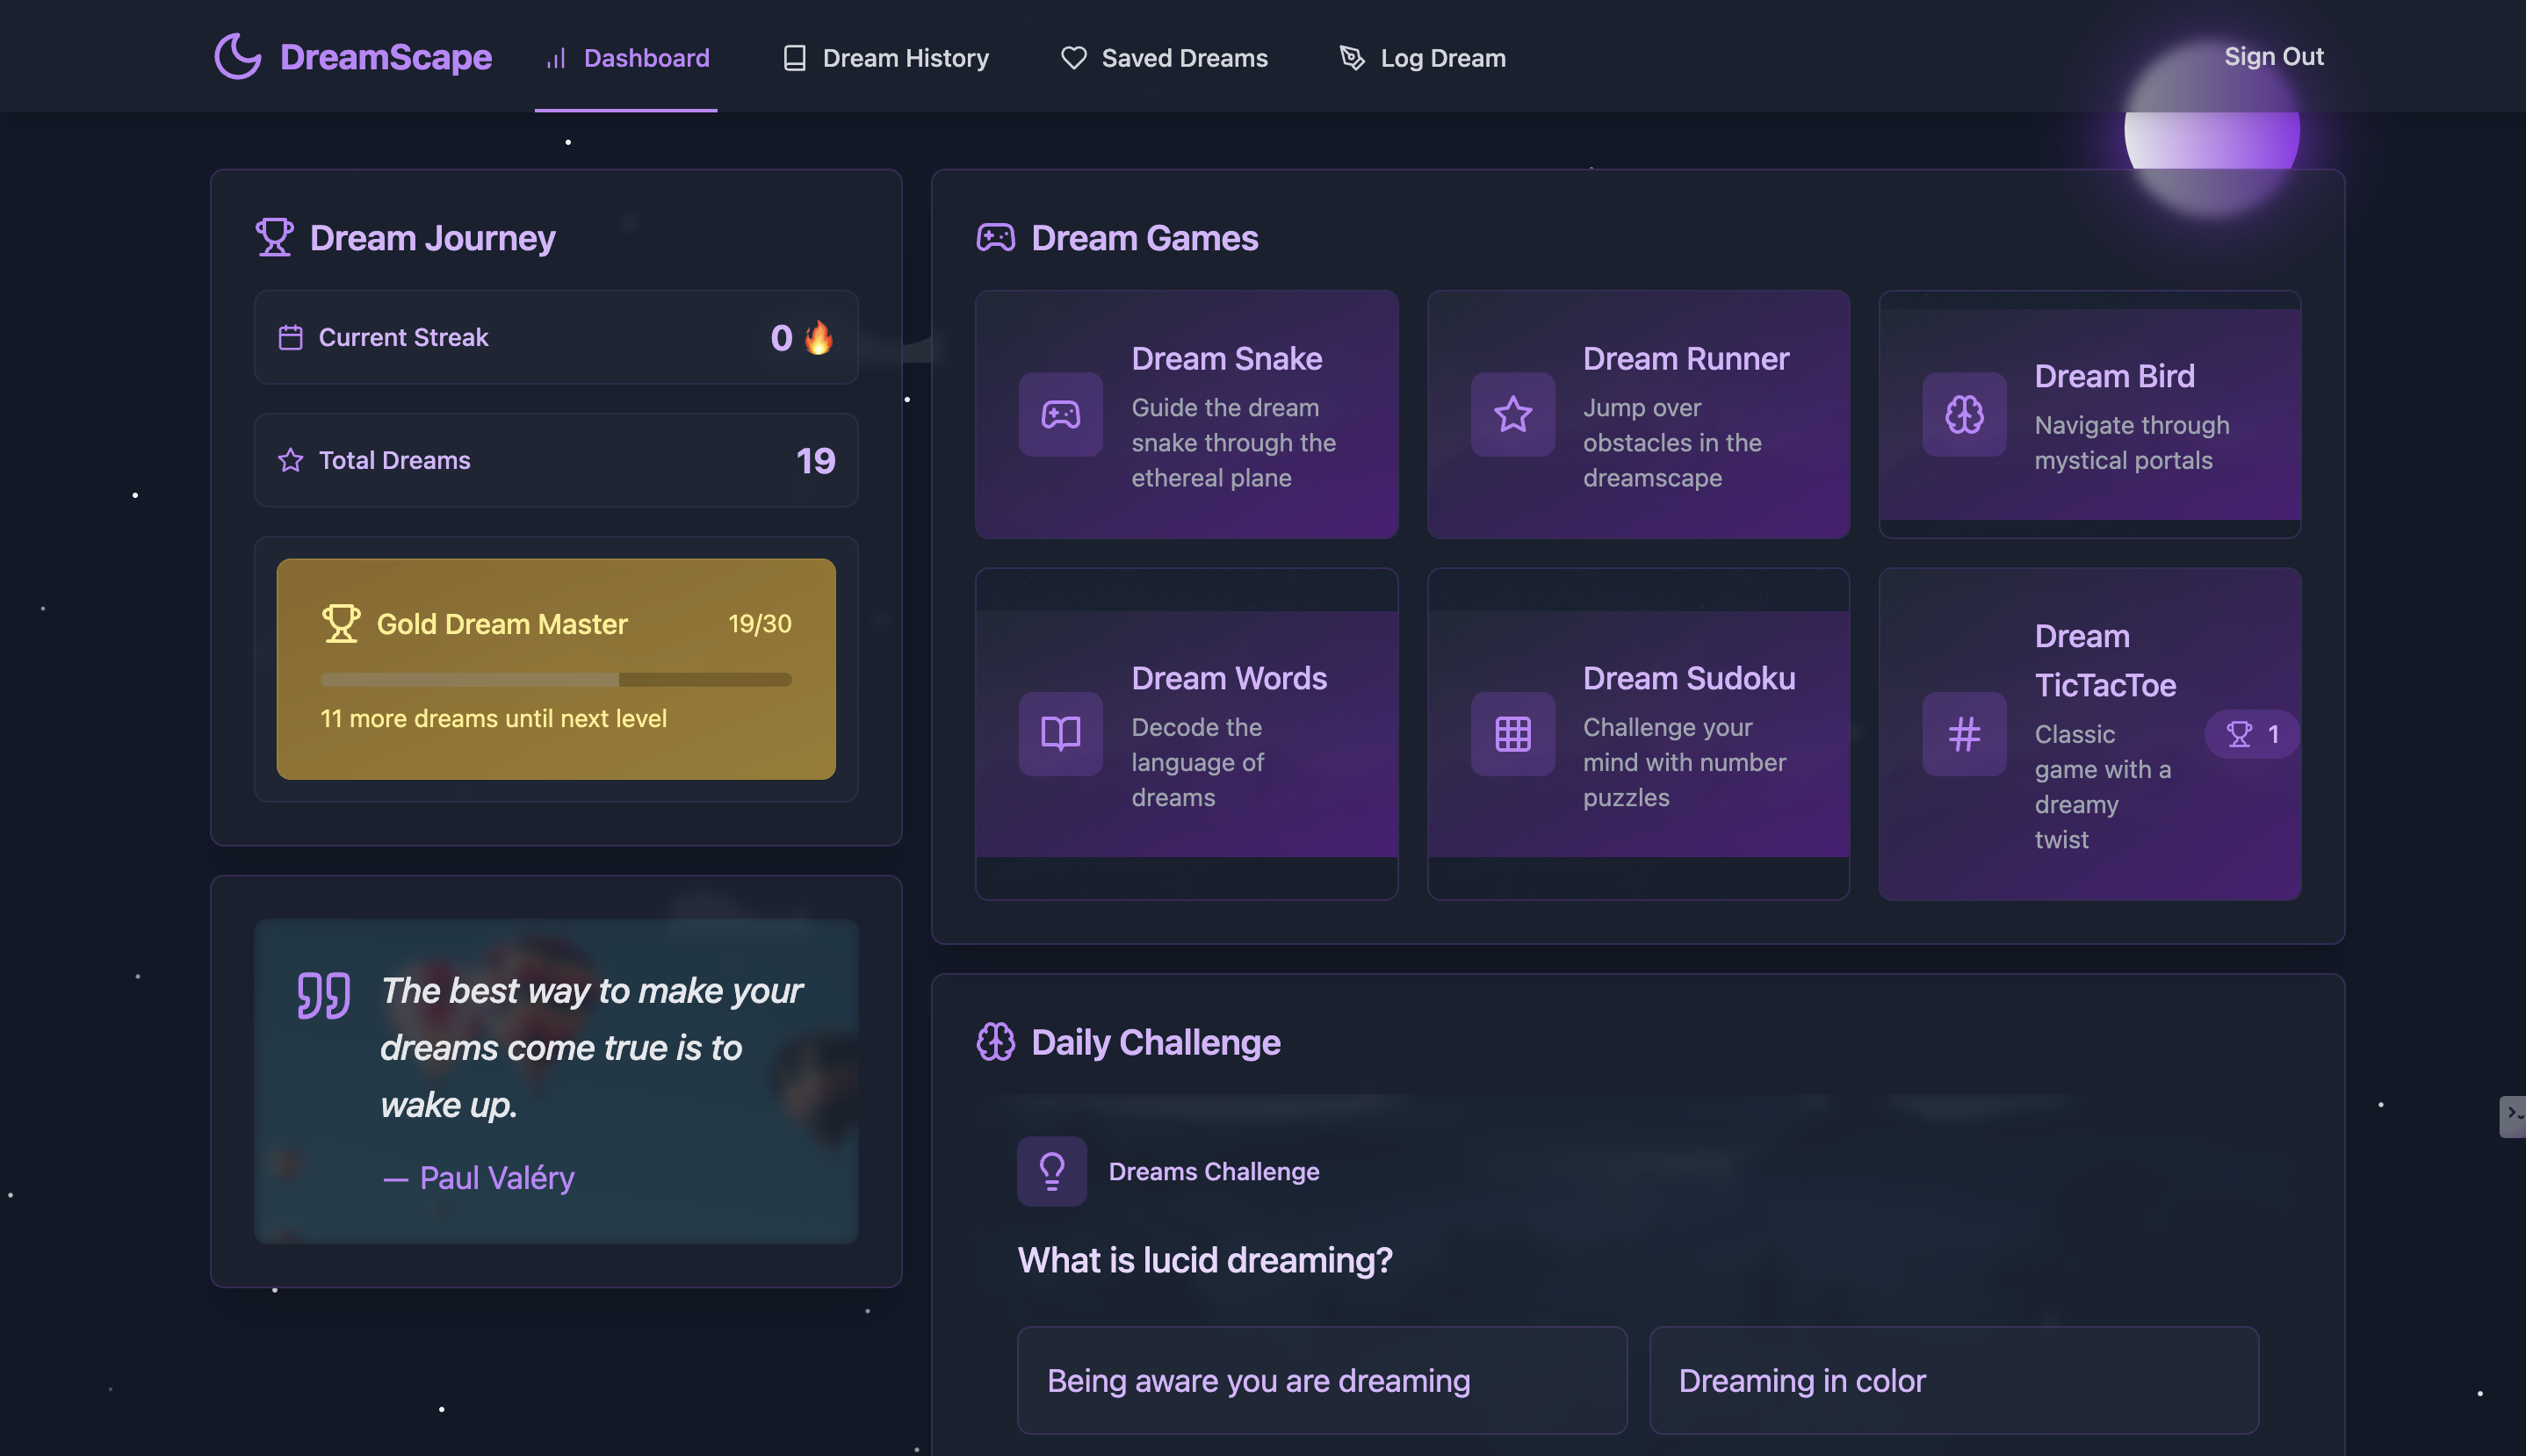 DreamScape
Dashboard
Dream History
Saved Dreams
Log Dream
Sign Out
Dream Journey
Current Streak
0 🔥
Total Dreams
19
Gold Dream Master
19/30
11 more dreams until next level
The best way to make your
dreams come true is to
wake up.
— Paul Valéry
Dream Games
Dream Snake
Guide the dream
snake through the
ethereal plane
Dream Runner
Jump over
obstacles in the
dreamscape
Dream Bird
Navigate through
mystical portals
Dream Words
Decode the
language of
dreams
Dream Sudoku
Challenge your
mind with number
puzzles
Dream
TicTacToe
Classic
game with a
dreamy
twist
1
Daily Challenge
Dreams Challenge
What is lucid dreaming?
Being aware you are dreaming
Dreaming in color